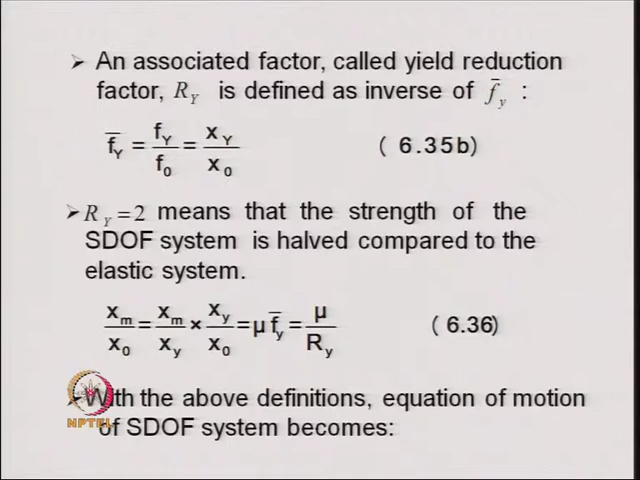 ➢ An associated factor, called yield reduction
factor, R_Y is defined as inverse of f̄_y :
f̄_Y = f_Y / f_0 = x_Y / x_0 ( 6.35b)
➢ R_Y = 2 means that the strength of the
SDOF system is halved compared to the
elastic system.
x_m / x_0 = x_m / x_y × x_y / x_0 = μ f̄_y = μ / R_y ( 6.36)
➢ With the above definitions, equation of motion
of SDOF system becomes:
NPTEL